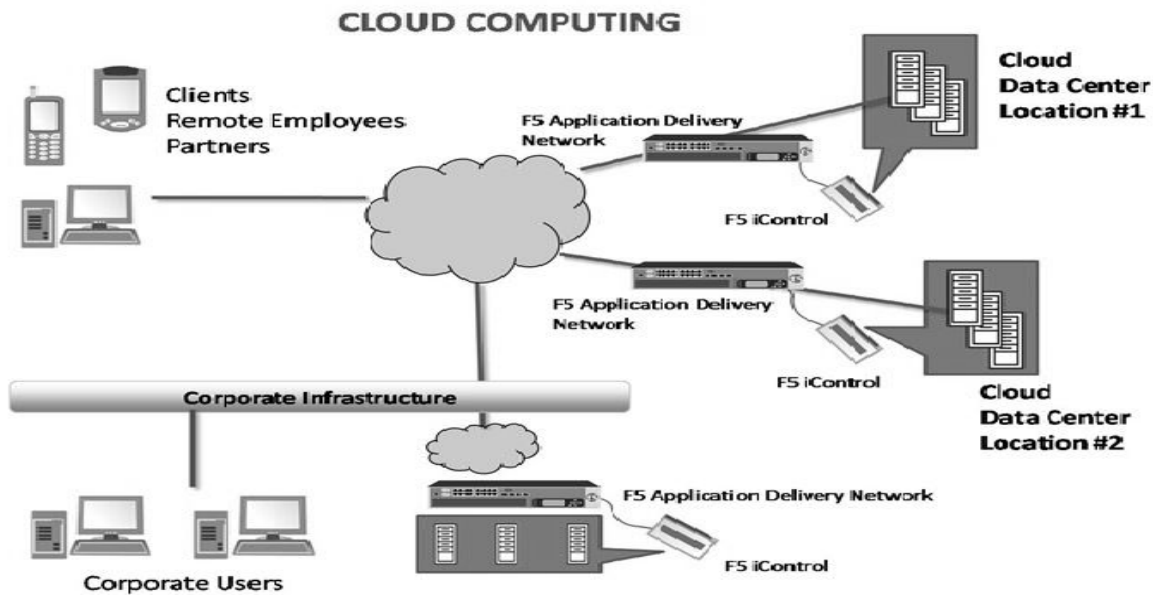 CLOUD COMPUTING
Clients
Remote Employees
Partners
F5 Application Delivery
Network
F5 iControl
Cloud
Data Center
Location #1
F5 Application Delivery
Network
F5 iControl
Cloud
Data Center
Location #2
Corporate Infrastructure
Corporate Users
F5 Application Delivery Network
F5 iControl